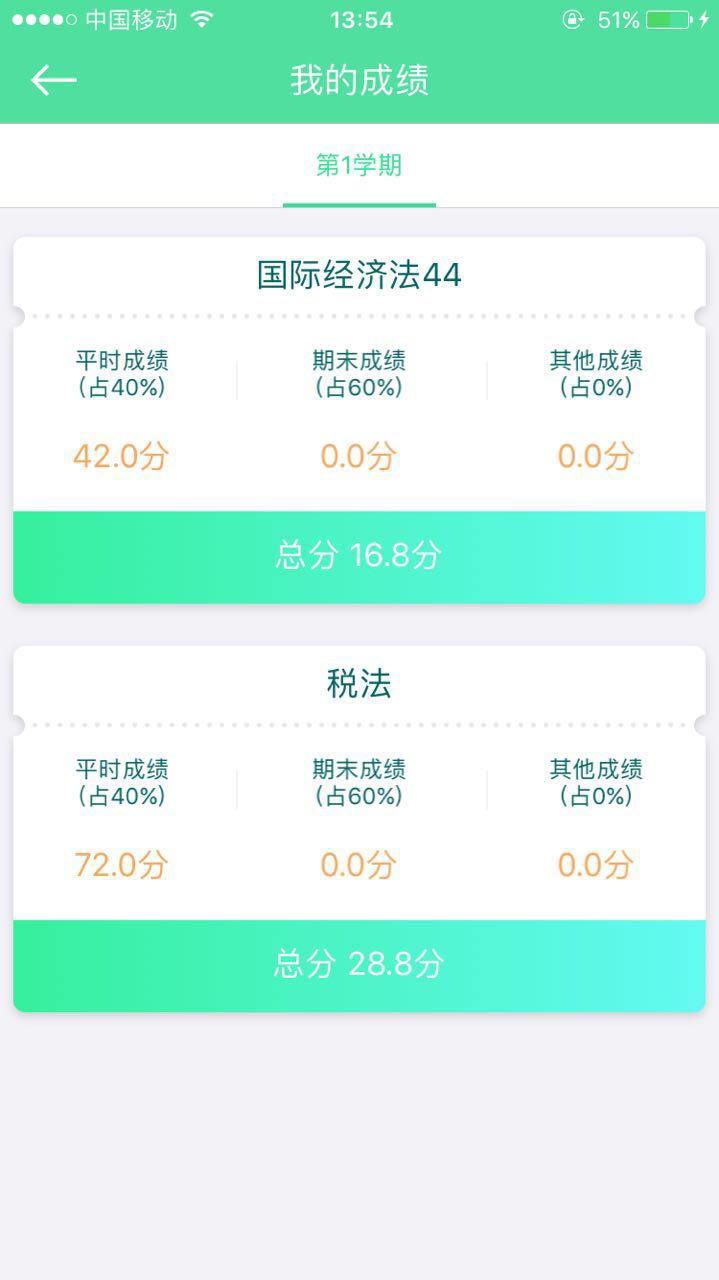 中国移动 13:54 51%
我的成绩
第1学期
国际经济法44
平时成绩 期末成绩 其他成绩
(占40%) (占60%) (占0%)
42.0分 0.0分 0.0分
总分 16.8分
税法
平时成绩 期末成绩 其他成绩
(占40%) (占60%) (占0%)
72.0分 0.0分 0.0分
总分 28.8分